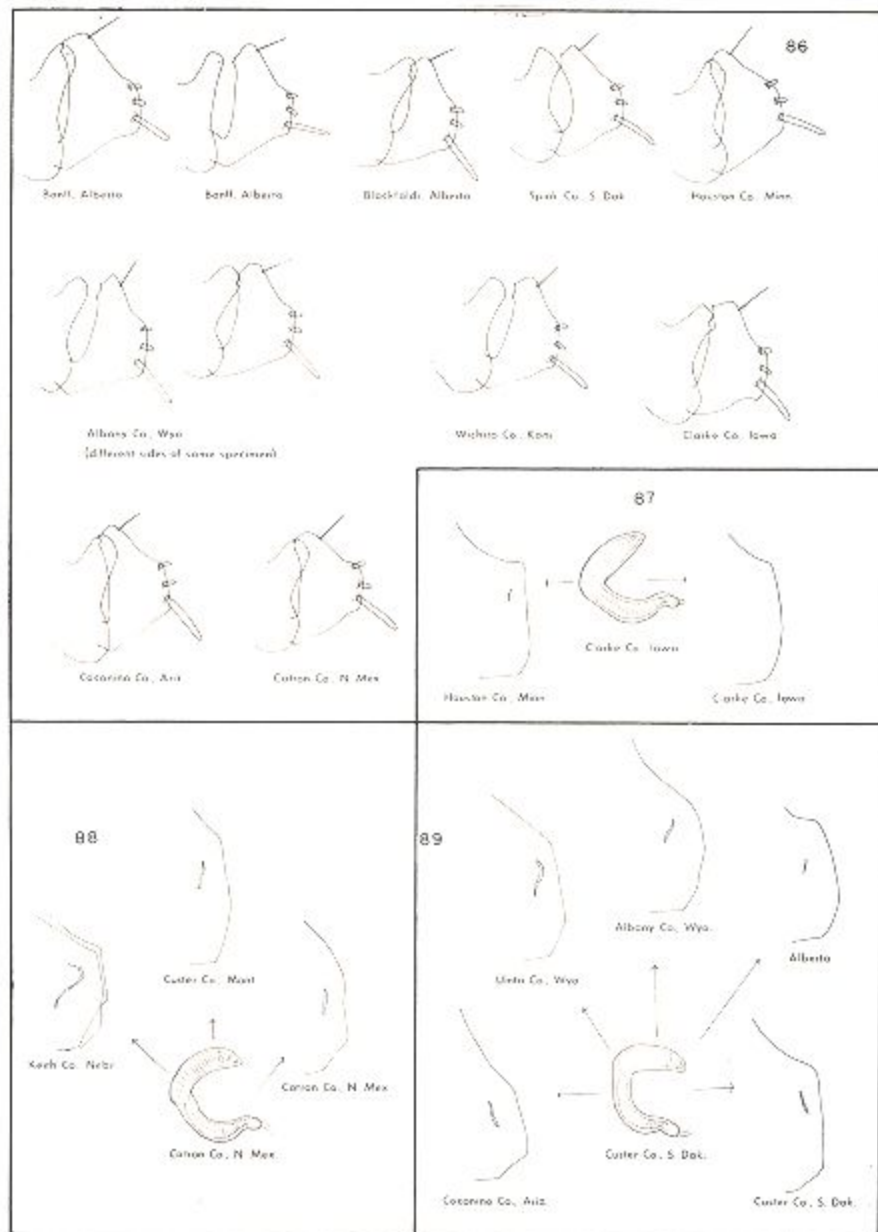 86
Banff, Alberta
Banff, Alberta
Blackfalds, Alberta
Spink Co., S. Dak.
Houston Co., Minn.
Albany Co., Wyo.
(different sides of same specimen)
Wichita Co., Kans.
Clarke Co., Iowa
Coconino Co., Ariz.
Catron Co., N. Mex.
87
Clarke Co., Iowa
Houston Co., Minn.
Clarke Co., Iowa
88
Custer Co., Mont.
Keith Co., Nebr.
Catron Co., N. Mex.
Catron Co., N. Mex.
89
Albany Co., Wyo.
Uinta Co., Wyo.
Alberta
Custer Co., S. Dak.
Coconino Co., Ariz.
Custer Co., S. Dak.